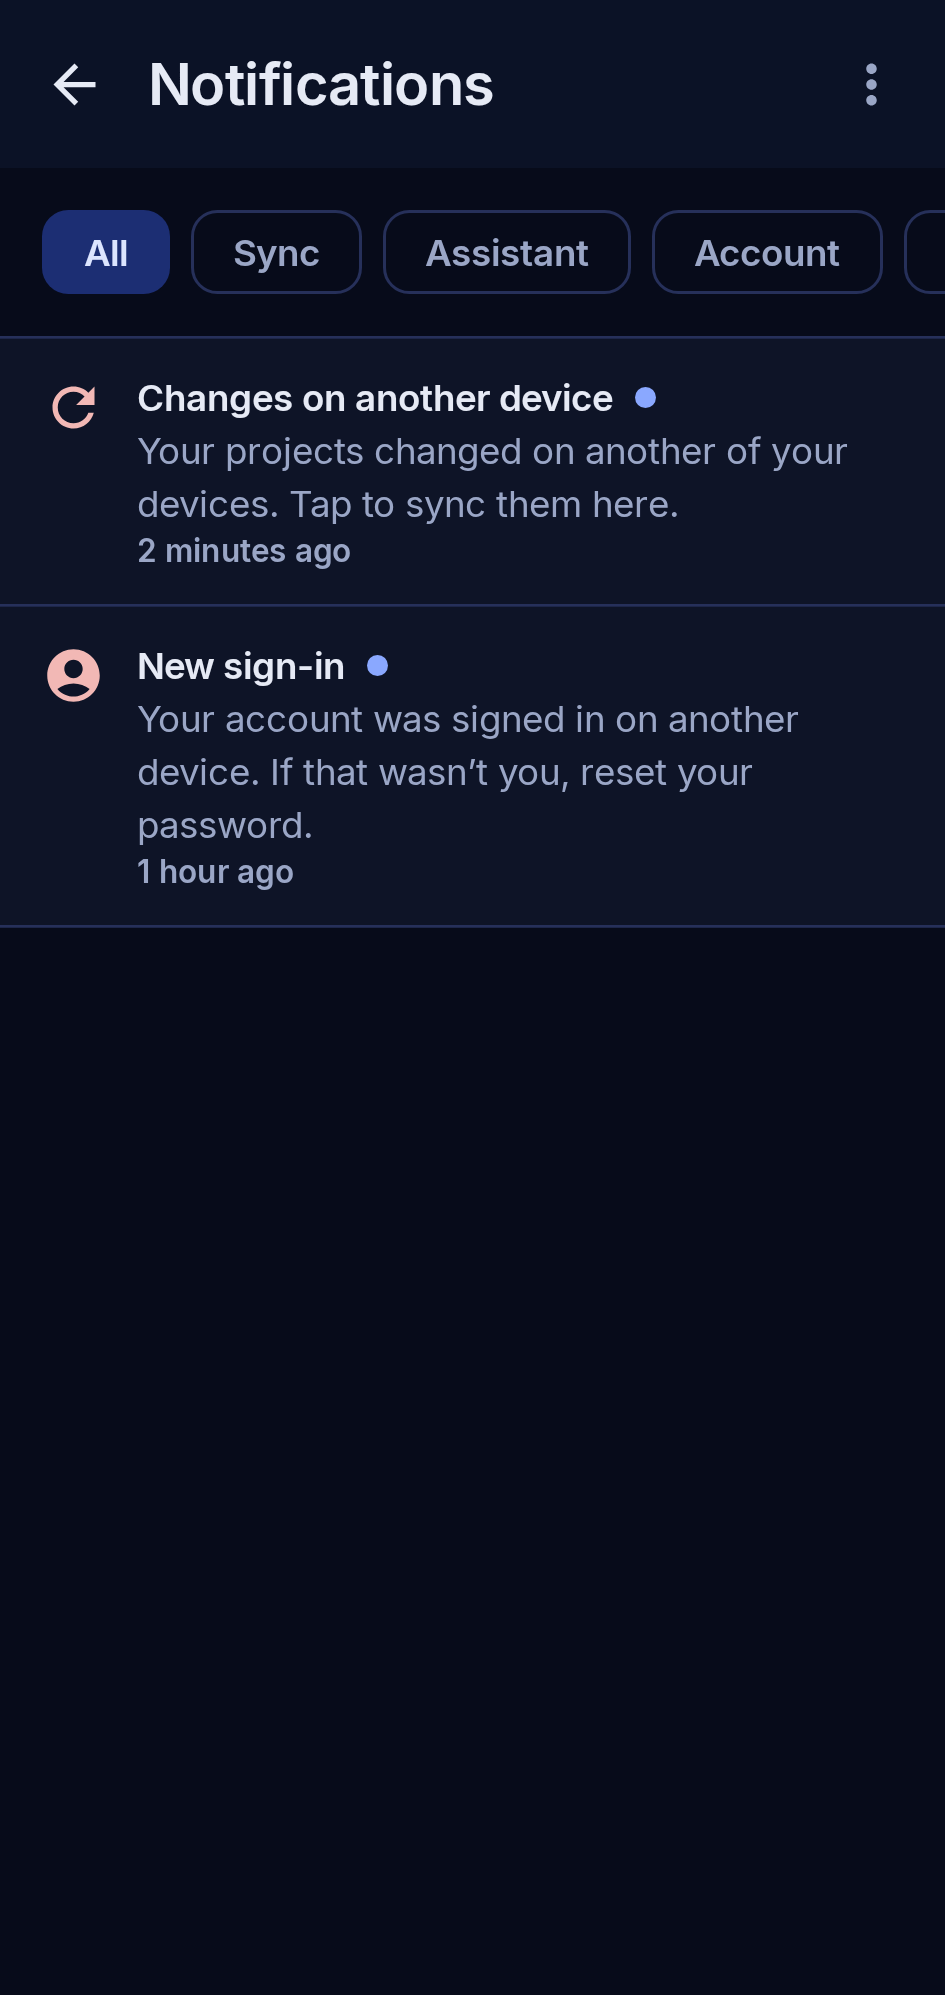 Notifications
All
Sync
Assistant
Account
Changes on another device
Your projects changed on another of your
devices. Tap to sync them here.
2 minutes ago
New sign-in
Your account was signed in on another
device. If that wasn’t you, reset your
password.
1 hour ago